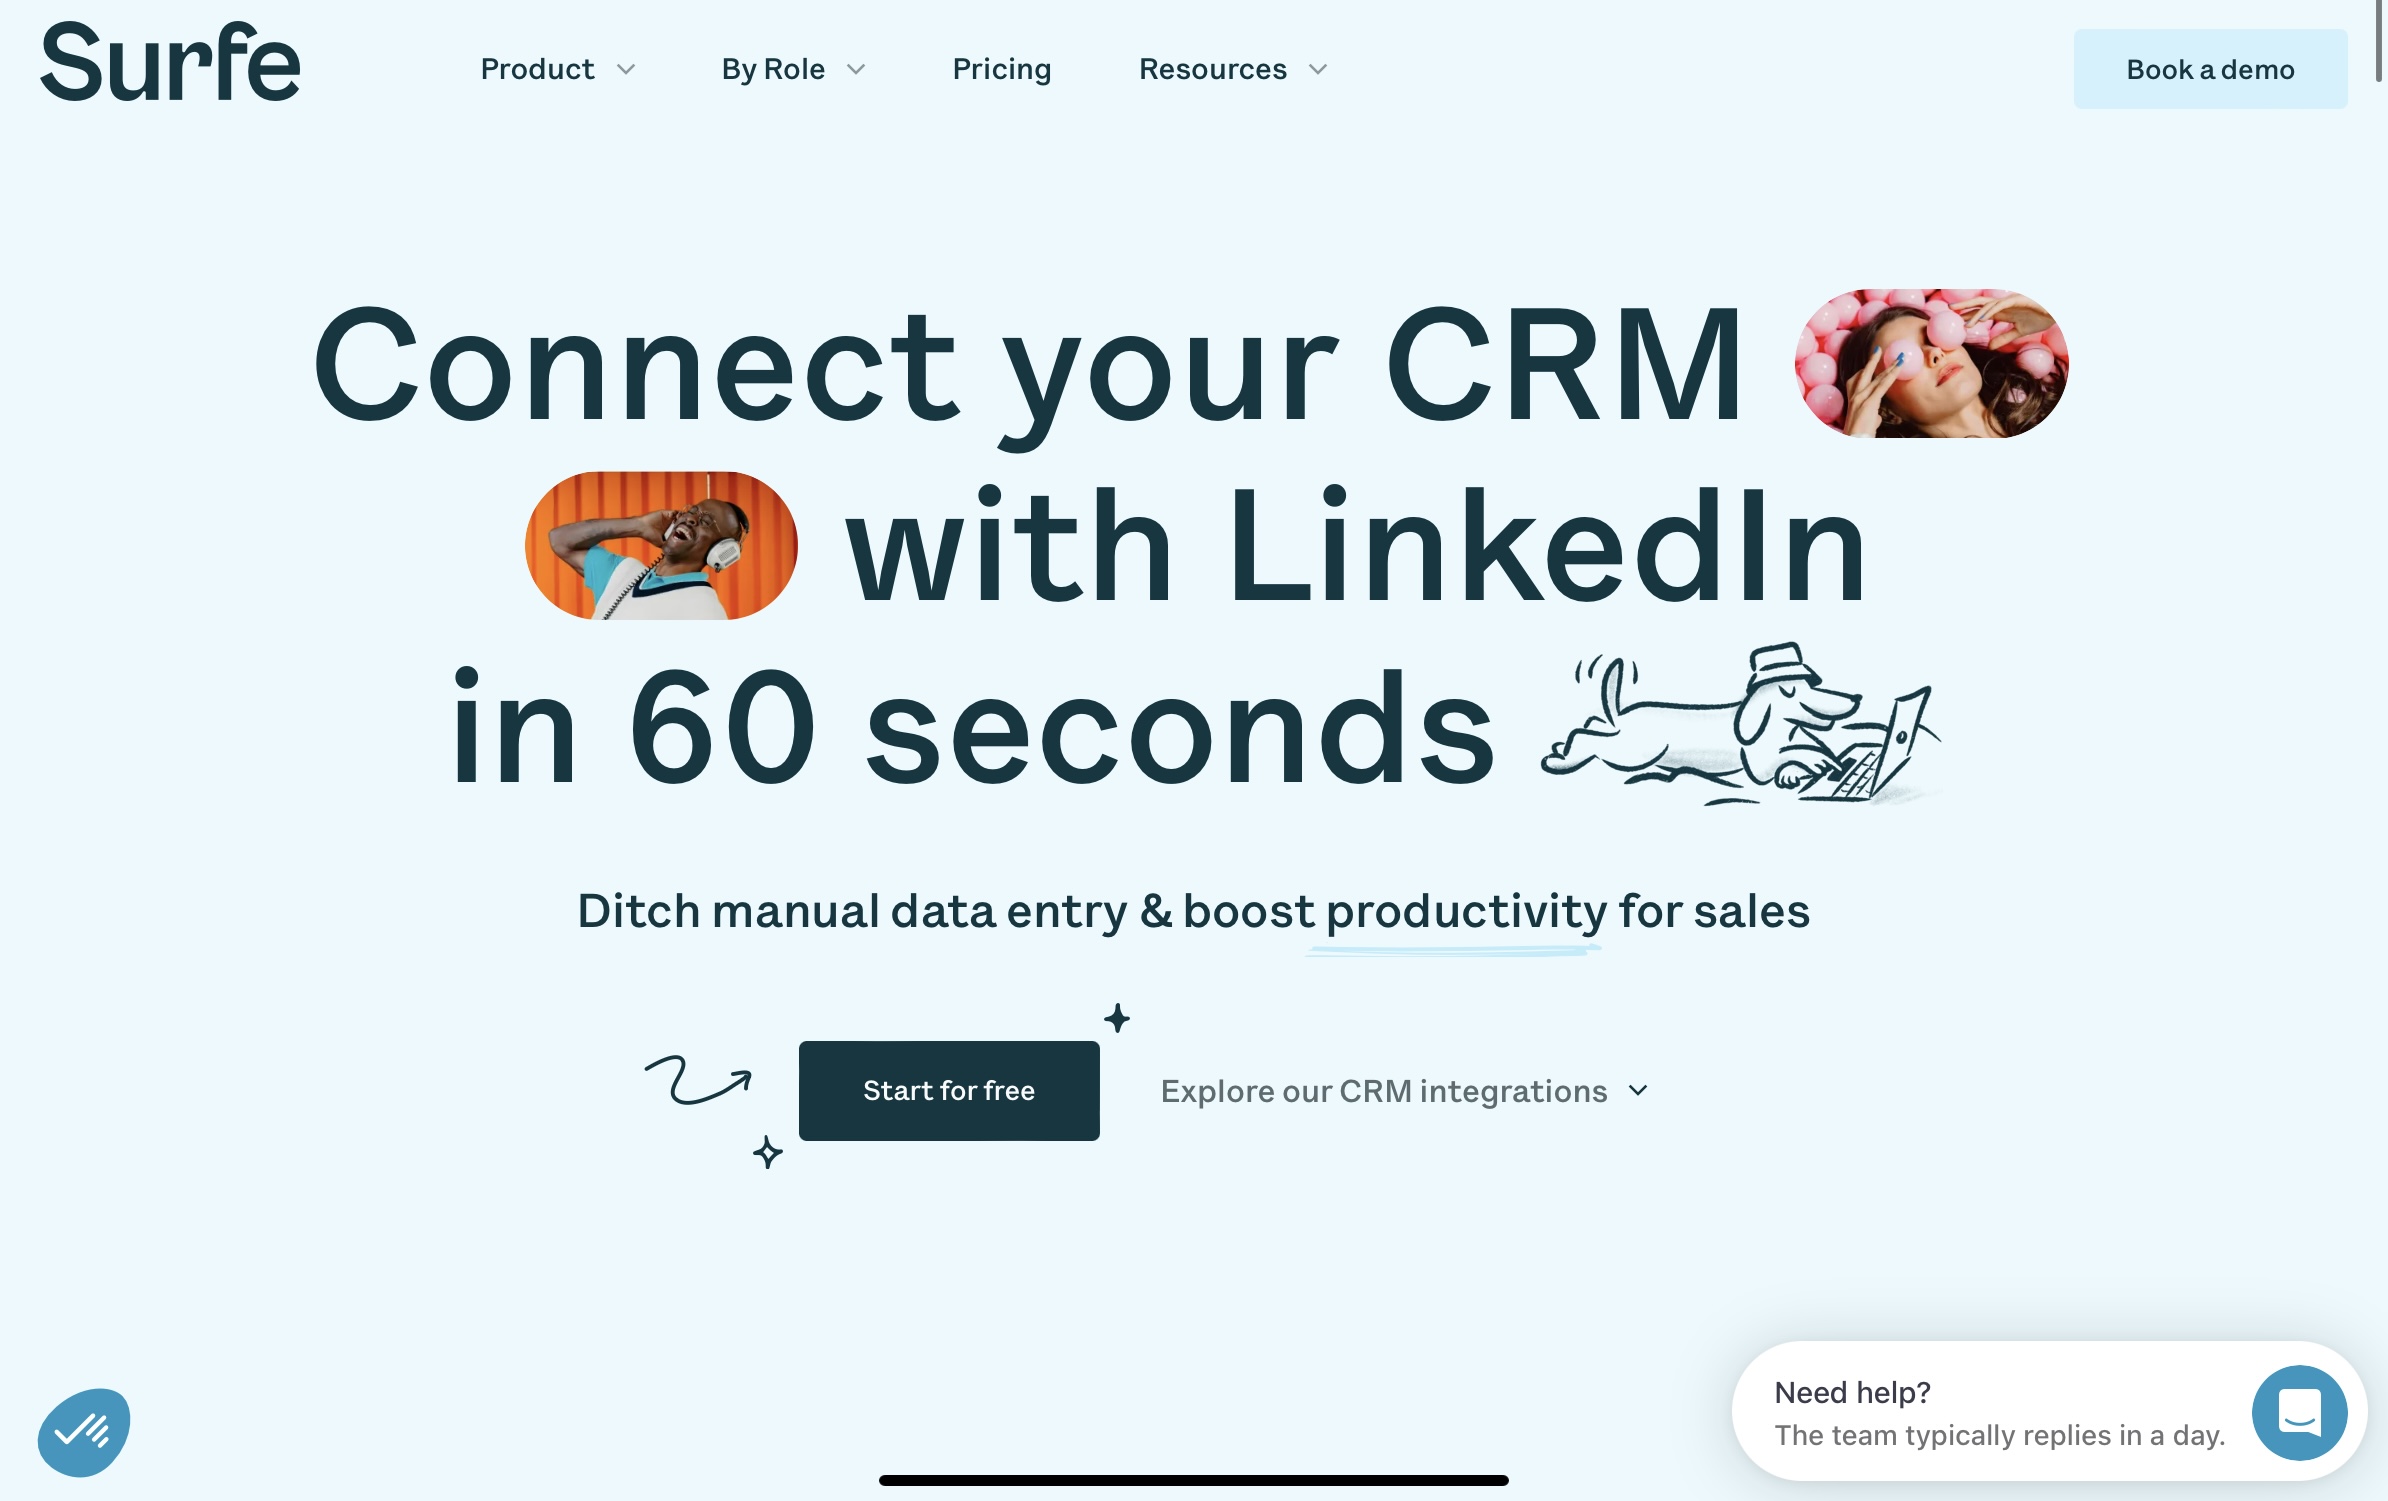 Surfe
Product
By Role
Pricing
Resources
Book a demo
Connect your CRM
with LinkedIn
in 60 seconds
Ditch manual data entry & boost productivity for sales
Start for free
Explore our CRM integrations
Need help?
The team typically replies in a day.